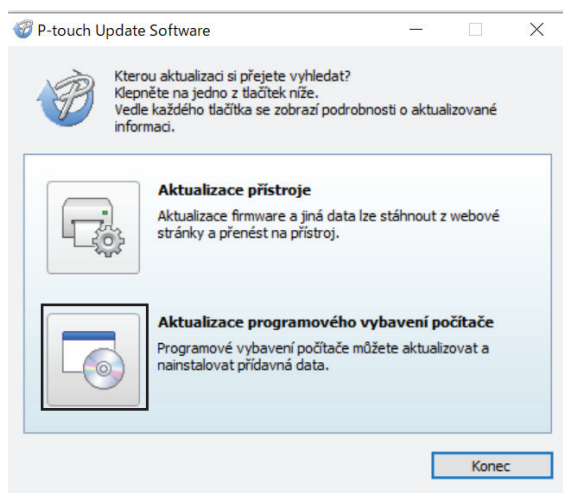 P-touch Update Software
Kterou aktualizaci si přejete vyhledat?
Klepněte na jedno z tlačítek níže.
Vedle každého tlačítka se zobrazí podrobnosti o aktualizované
informaci.
Aktualizace přístroje
Aktualizace firmware a jiná data lze stáhnout z webové
stránky a přenést na přístroj.
Aktualizace programového vybavení počítače
Programové vybavení počítače můžete aktualizovat a
nainstalovat přídavná data.
Konec